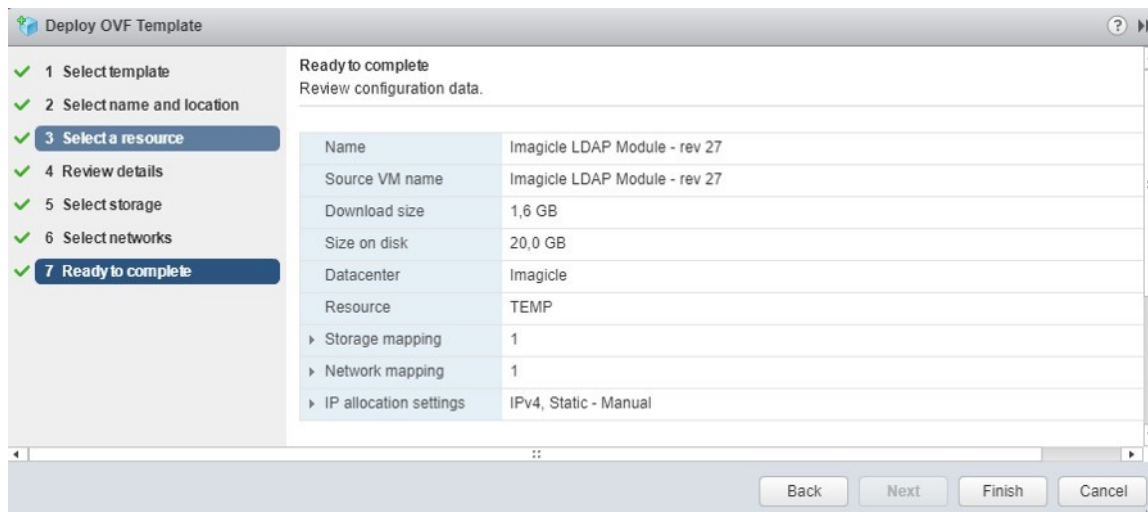 Deploy OVF Template
1 Select template
2 Select name and location
3 Select a resource
4 Review details
5 Select storage
6 Select networks
7 Ready to complete
Ready to complete
Review configuration data.
Name Imagicle LDAP Module - rev 27
Source VM name Imagicle LDAP Module - rev 27
Download size 1,6 GB
Size on disk 20,0 GB
Datacenter Imagicle
Resource TEMP
Storage mapping 1
Network mapping 1
IP allocation settings IPv4, Static - Manual
Back Next Finish Cancel